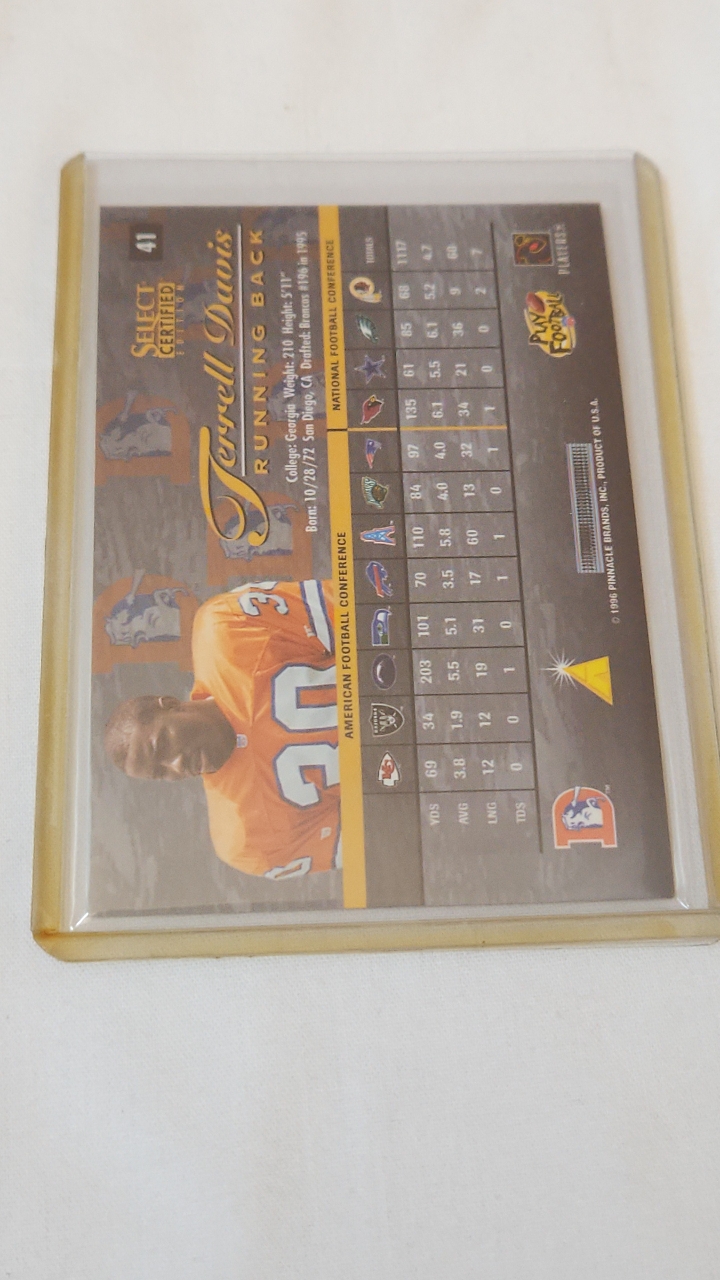 41
SELECT
CERTIFIED
EDITION
Terrell Davis
RUNNING BACK
College: Georgia Weight: 210 Height: 5'11"
Born: 10/28/72 San Diego, CA Drafted: Broncos #196 in 1995
30
AMERICAN FOOTBALL CONFERENCE NATIONAL FOOTBALL CONFERENCE
TOTALS
YDS 69 34 203 101 70 110 84 97 135 61 85 68 1117
AVG 3.8 1.9 5.5 5.1 3.5 5.8 4.0 4.0 6.1 5.5 6.1 5.2 4.7
LNG 12 12 19 31 17 60 13 32 34 21 36 9 60
TDS 0 0 1 0 1 1 0 1 1 0 0 2 7
PLAY
FOOTBALL
PLAYERS
© 1996 PINNACLE BRANDS, INC., PRODUCT OF U.S.A.